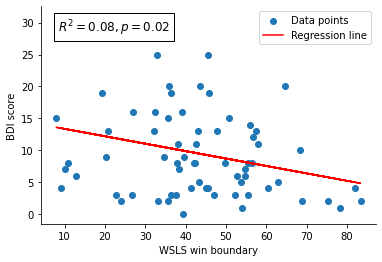 R² = 0.08, p = 0.02
Data points
Regression line
BDI score
30
25
20
15
10
5
0
10 20 30 40 50 60 70 80
WSLS win boundary